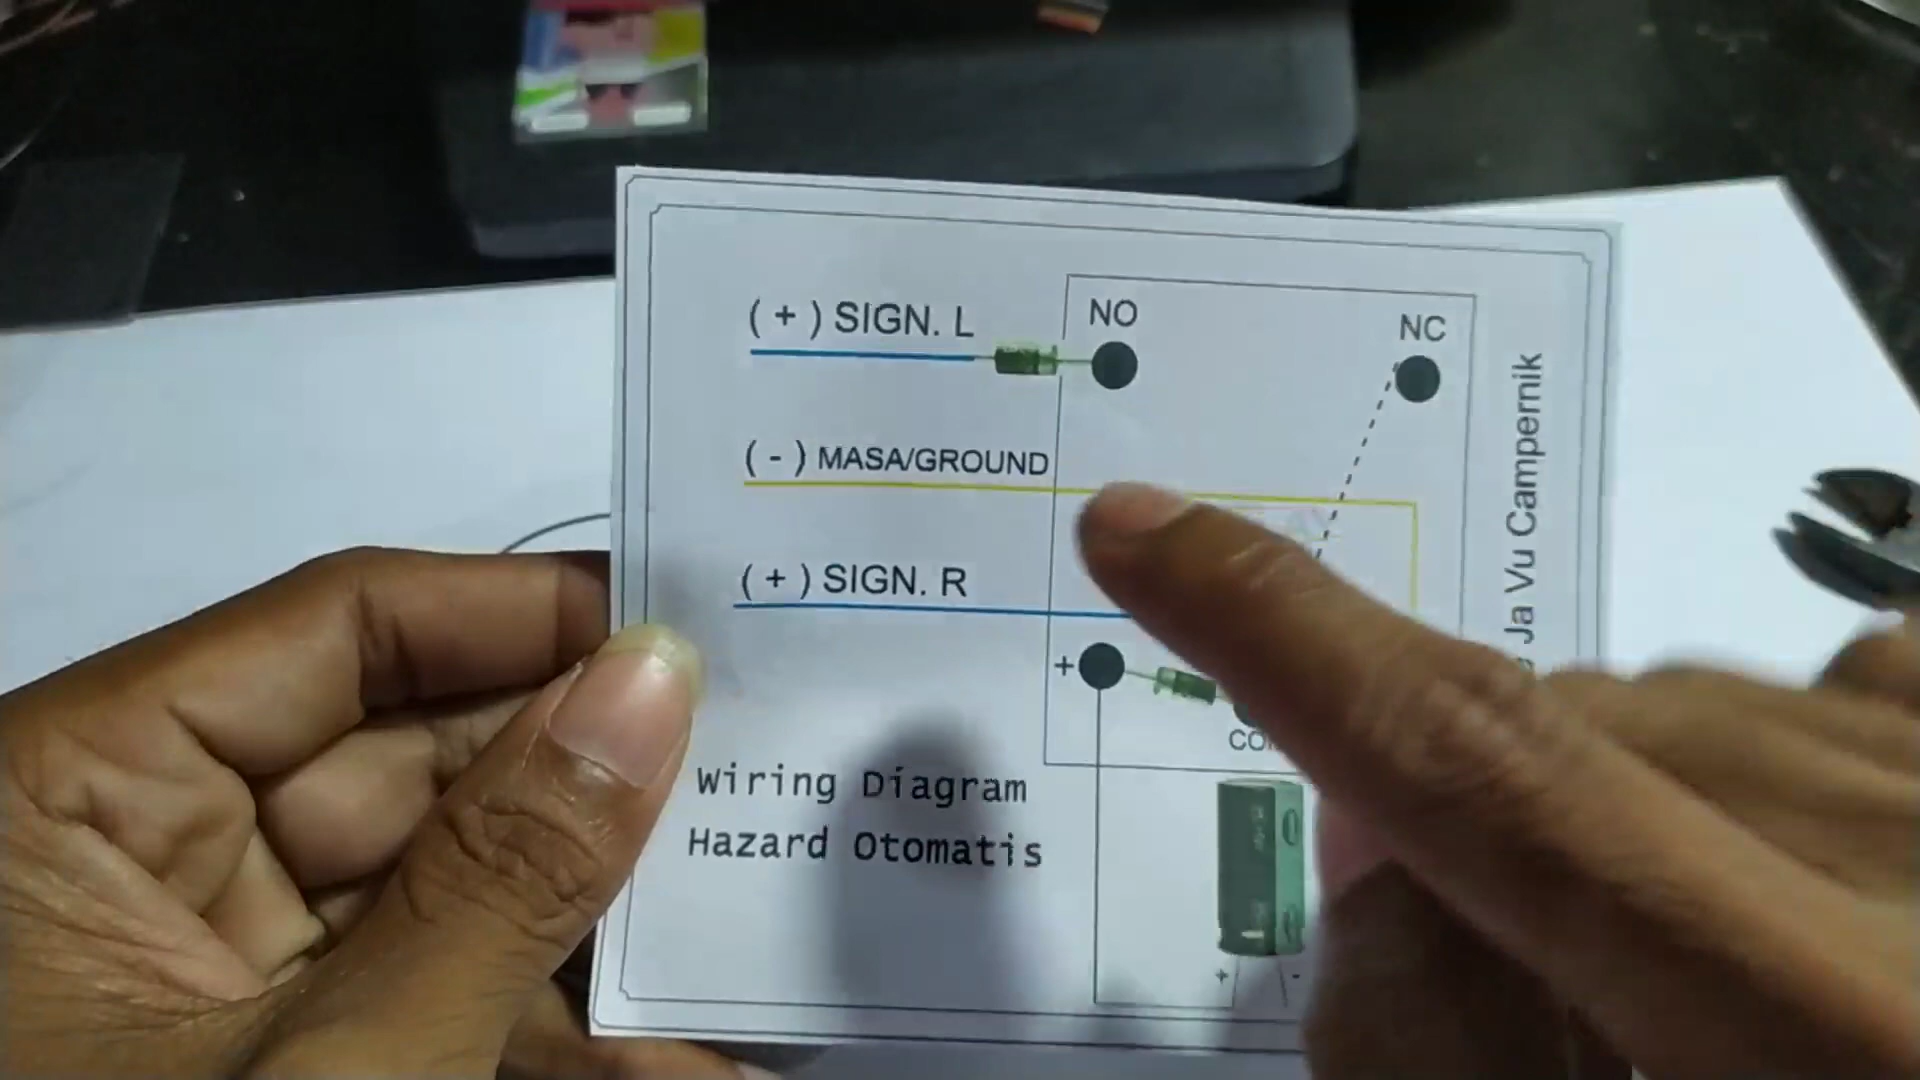 ( + ) SIGN. L
NO
NC
( - ) MASA/GROUND
( + ) SIGN. R
+
Wiring Diagram
Hazard Otomatis
+ -
Ja Vu Campernik